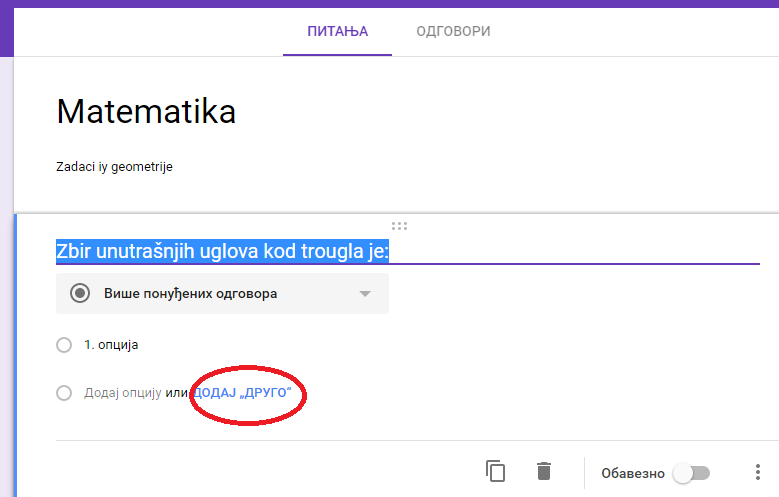 ПИТАЊА ОДГОВОРИ
Matematika
Zadaci iy geometrije
Zbir unutrašnjih uglova kod trougla je:
Више понуђених одговора
1. опција
Додај опцију или ДОДАЈ „ДРУГО“
Обавезно